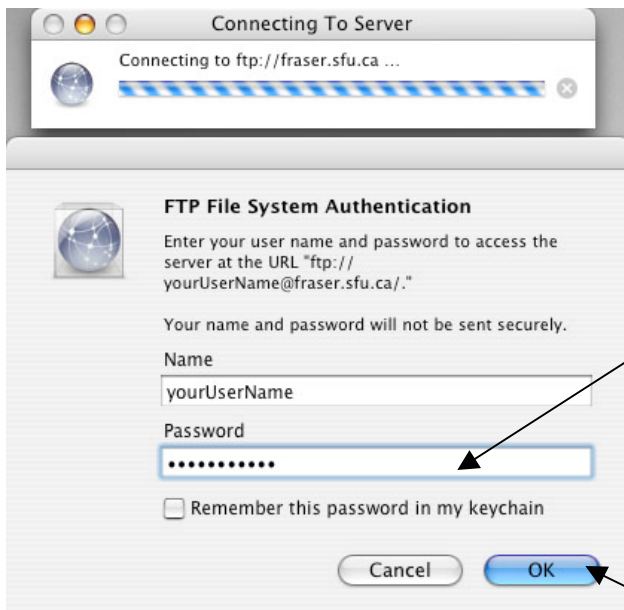 Connecting To Server
Connecting to ftp://fraser.sfu.ca ...
FTP File System Authentication
Enter your user name and password to access the
server at the URL "ftp://
yourUserName@fraser.sfu.ca/."
Your name and password will not be sent securely.
Name
yourUserName
Password
•••••••••••
Remember this password in my keychain
Cancel OK